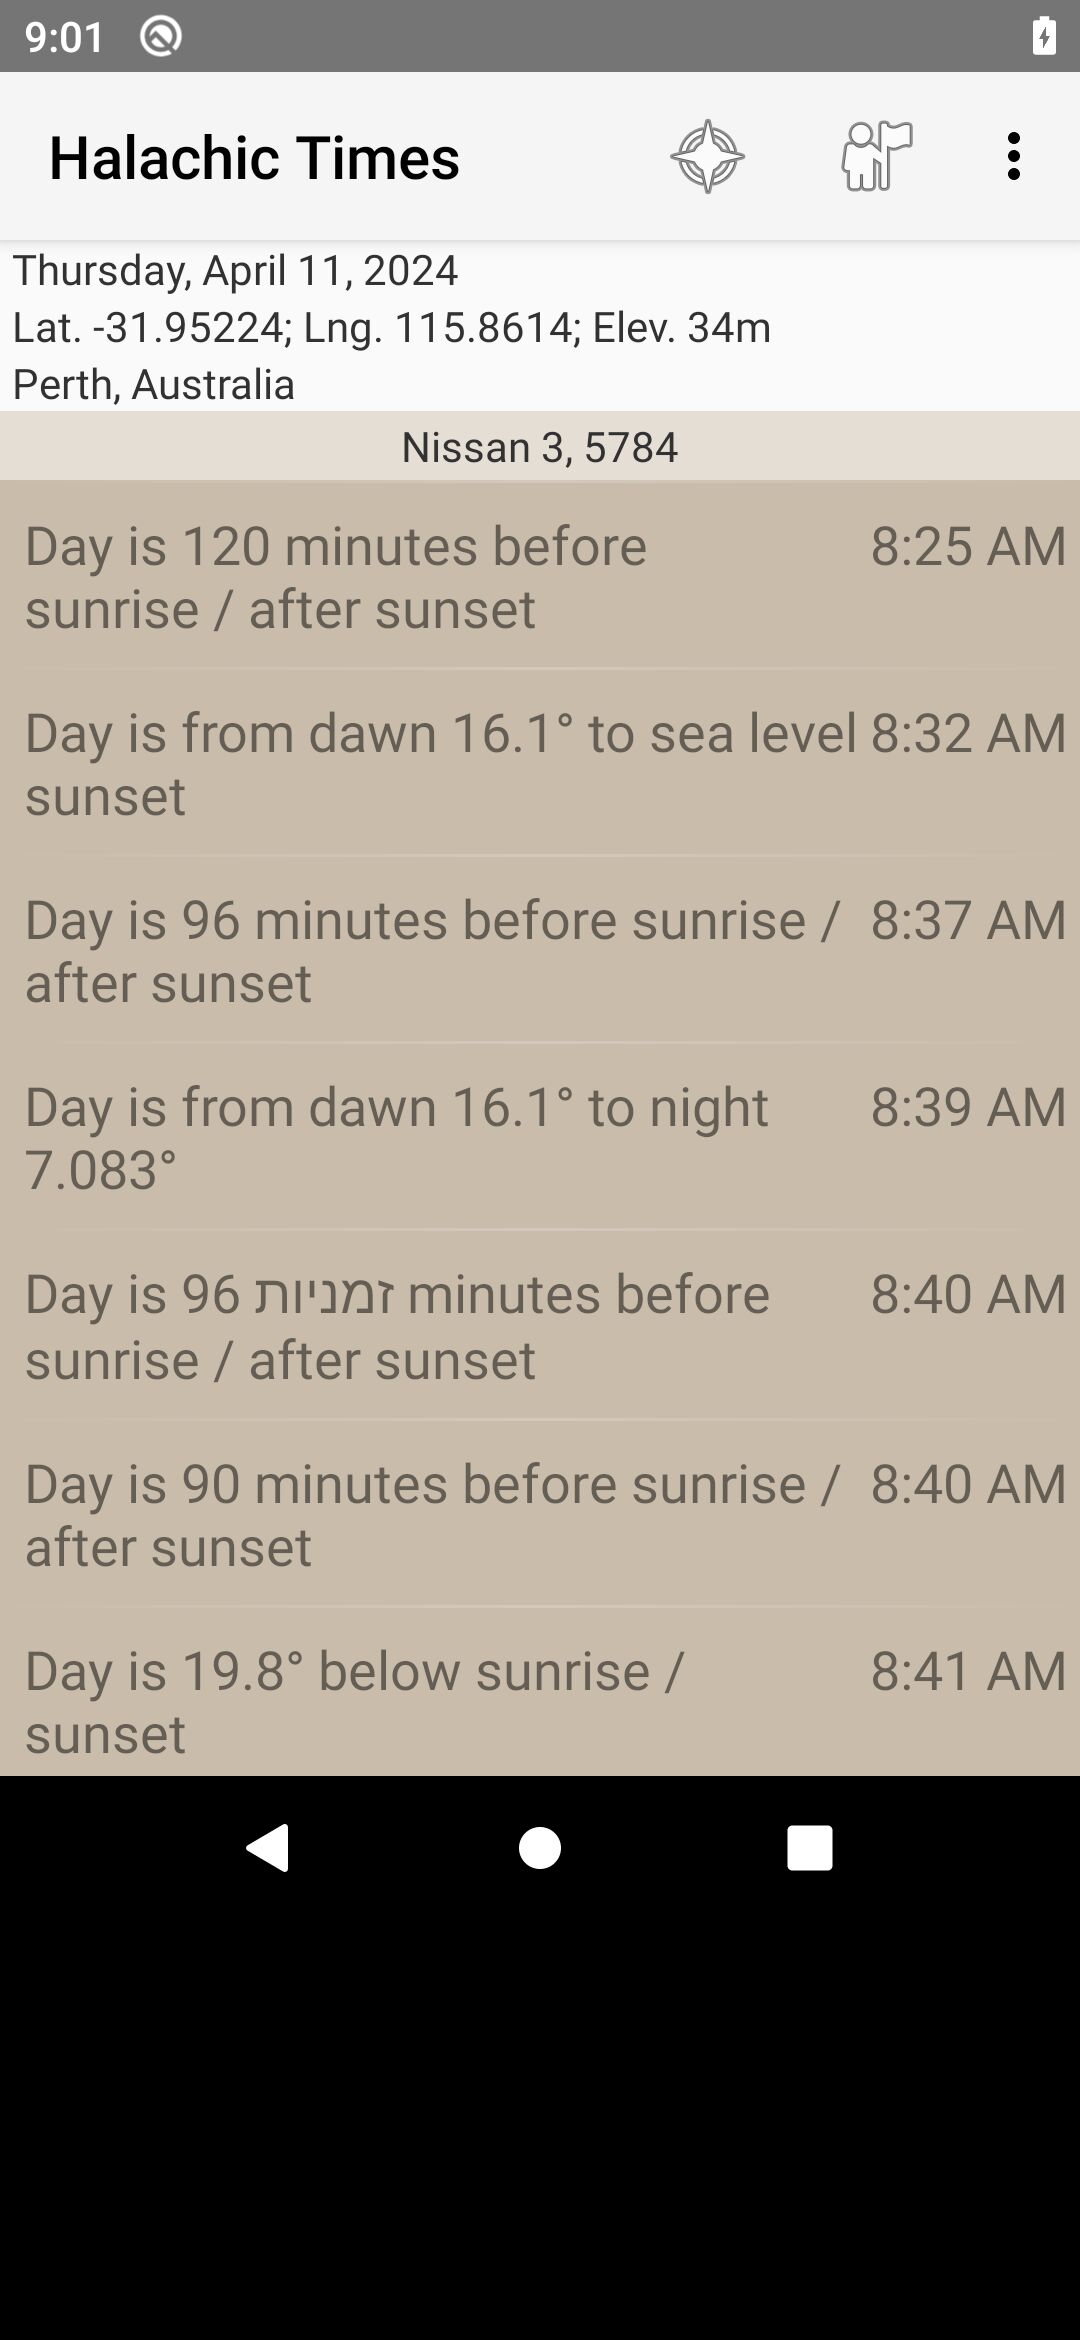 9:01
Halachic Times
Thursday, April 11, 2024
Lat. -31.95224; Lng. 115.8614; Elev. 34m
Perth, Australia
Nissan 3, 5784
Day is 120 minutes before 8:25 AM
sunrise / after sunset
Day is from dawn 16.1° to sea level 8:32 AM
sunset
Day is 96 minutes before sunrise / 8:37 AM
after sunset
Day is from dawn 16.1° to night 8:39 AM
7.083°
Day is 96 זמניות minutes before 8:40 AM
sunrise / after sunset
Day is 90 minutes before sunrise / 8:40 AM
after sunset
Day is 19.8° below sunrise / 8:41 AM
sunset